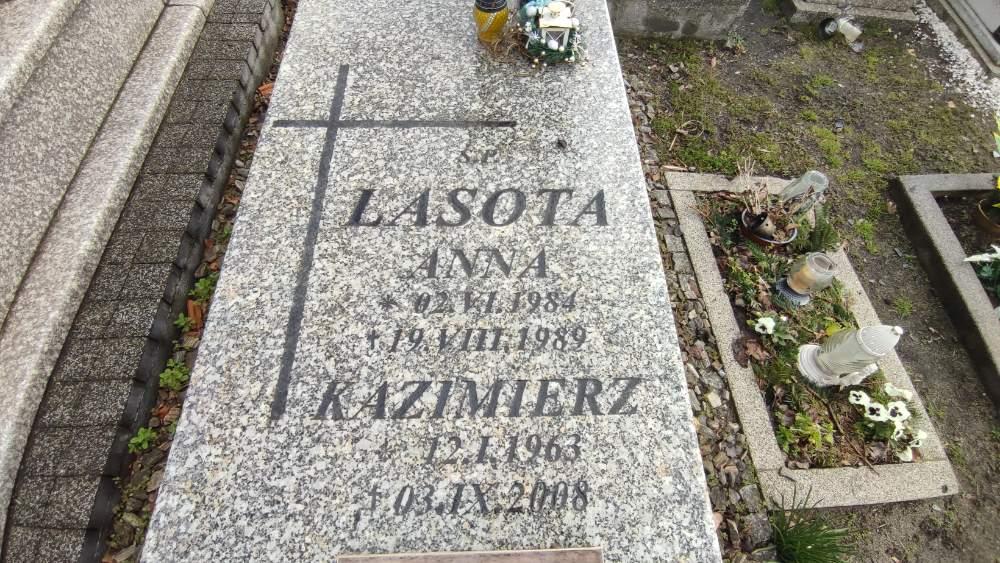 Ś.P.
LASOTA
ANNA
* 02.VI.1984
† 19.VIII.1989
KAZIMIERZ
* 12.I.1963
† 03.IX.2008